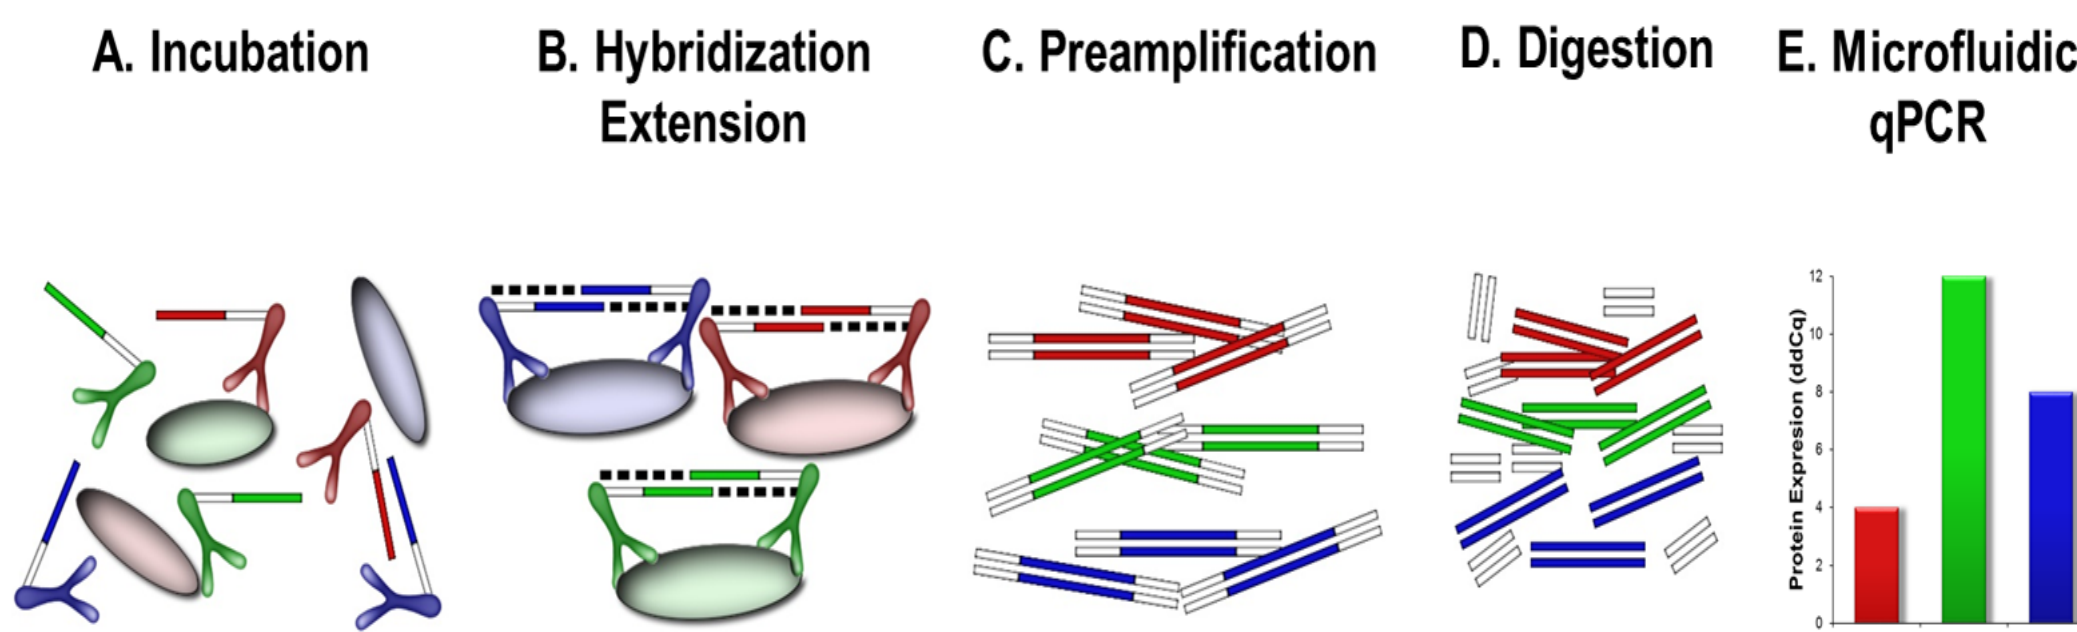 A. Incubation
B. Hybridization
Extension
C. Preamplification
D. Digestion
E. Microfluidic
qPCR
Protein Expresion (ddCq)
12
10
8
6
4
2
0